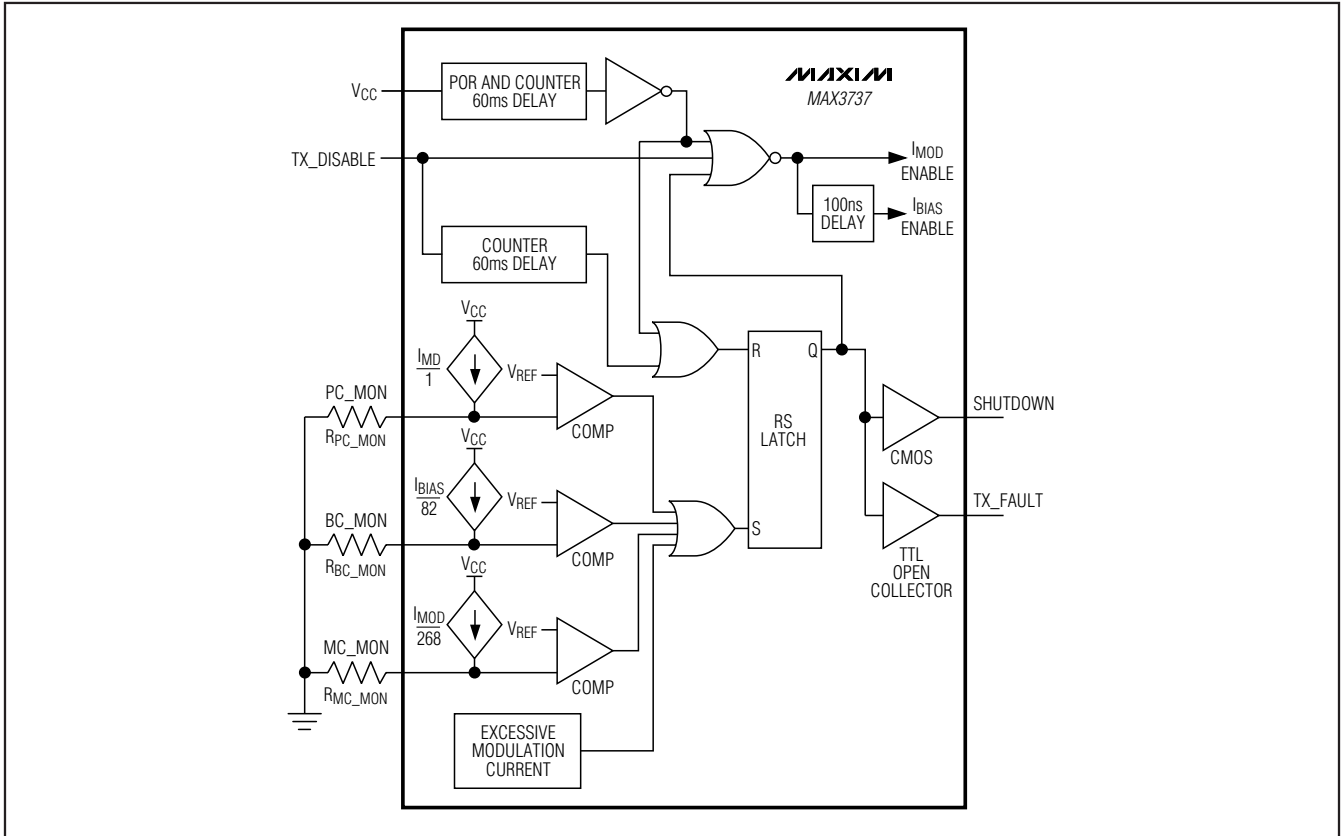 MAXIM
MAX3737
VCC
POR AND COUNTER
60ms DELAY
TX_DISABLE
IMOD
ENABLE
100ns
DELAY
IBIAS
ENABLE
COUNTER
60ms DELAY
VCC
IMD
1
VREF
COMP
PC_MON
RPC_MON
R
Q
RS
LATCH
S
SHUTDOWN
CMOS
VCC
IBIAS
82
VREF
COMP
BC_MON
RBC_MON
TX_FAULT
TTL
OPEN
COLLECTOR
VCC
IMOD
268
VREF
COMP
MC_MON
RMC_MON
EXCESSIVE
MODULATION
CURRENT